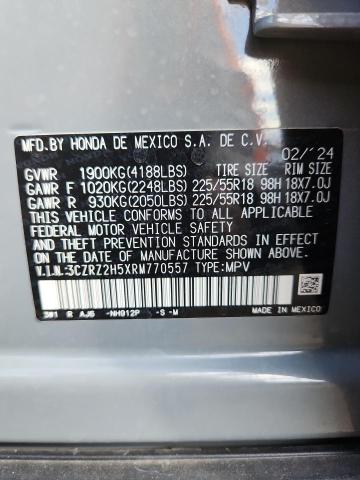 MFD.BY HONDA DE MEXICO S.A. DE C.V. 02/'24
GVWR 1900KG(4188LBS) TIRE SIZE RIM SIZE
GAWR F 1020KG(2248LBS) 225/55R18 98H 18X7.0J
GAWR R 930KG(2050LBS) 225/55R18 98H 18X7.0J
THIS VEHICLE CONFORMS TO ALL APPLICABLE
FEDERAL MOTOR VEHICLE SAFETY AND
THEFT PREVENTION STANDARDS IN EFFECT ON
THE DATE OF MANUFACTURE SHOWN ABOVE.
V.I.N.3CZRZ2H5XRM770557 TYPE:MPV
3W1 R AJ6 -NH912P -S -M
MADE IN MEXICO